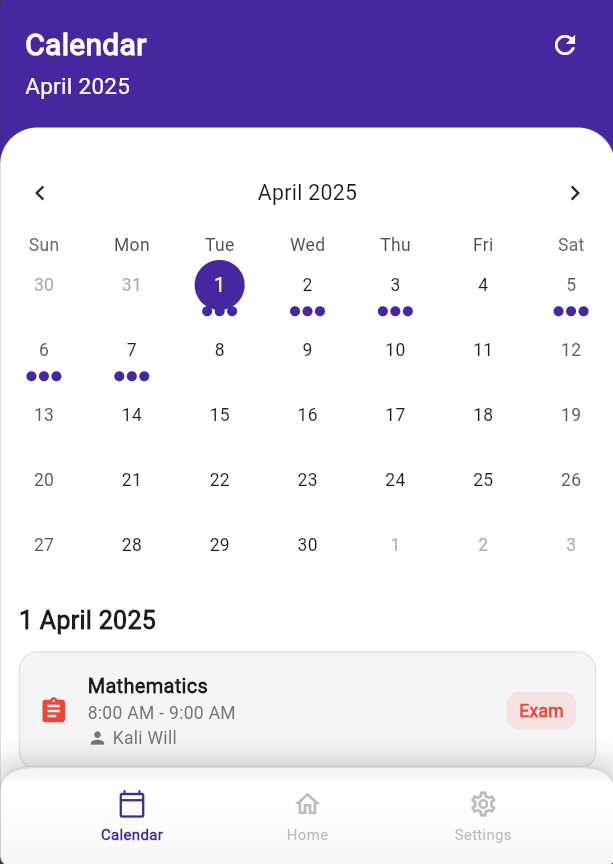 Calendar
April 2025
April 2025
Sun Mon Tue Wed Thu Fri Sat
30 31 1 2 3 4 5
6 7 8 9 10 11 12
13 14 15 16 17 18 19
20 21 22 23 24 25 26
27 28 29 30 1 2 3
1 April 2025
Mathematics
8:00 AM - 9:00 AM
Kali Will
Exam
Calendar Home Settings